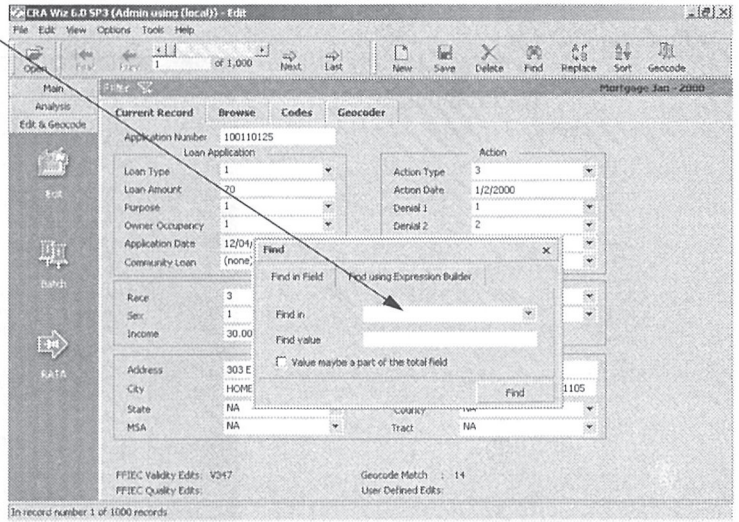 CRA Wiz 6.0 SP3 (Admin using (local)) - Edit
File Edit View Options Tools Help
Open First Prev 1 of 1,000 Next Last New Save Delete Find Replace Sort Geocode
Main
Analysis
Edit & Geocode
Edit
Batch
RATA
Filter Mortgage Jan - 2000
Current Record Browse Codes Geocoder
Application Number 100110125
Loan Application Action
Loan Type 1 Action Type 3
Loan Amount 70 Action Date 1/2/2000
Purpose 1 Denial 1 1
Owner Occupancy 1 Denial 2 2
Application Date 12/04/
Community Loan (none)
Race 3
Sex 1
Income 30.00
Address 303 E
City HOME 1105
State NA County NA
MSA NA Tract NA
Find
Find in Field Find using Expression Builder
Find in
Find value
Value maybe a part of the total field
Find
FFIEC Validity Edits: V347 Geocode Match : 14
FFIEC Quality Edits: User Defined Edits:
In record number 1 of 1000 records